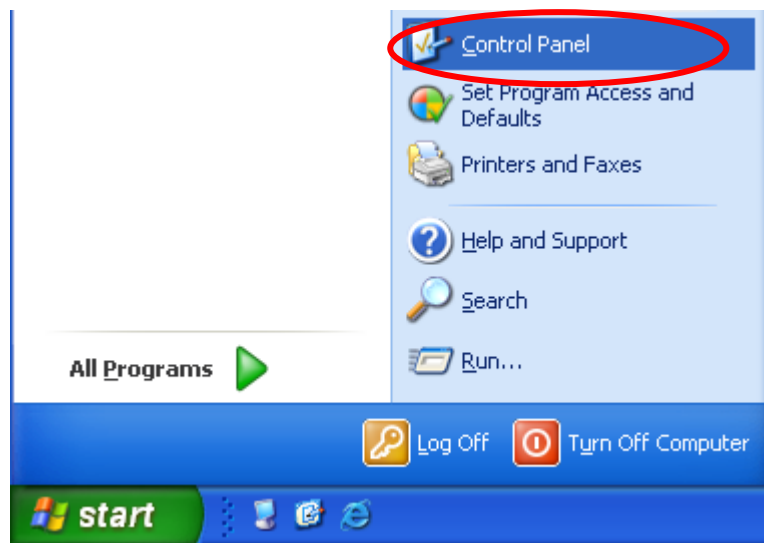 Control Panel
Set Program Access and
Defaults
Printers and Faxes
Help and Support
Search
Run...
All Programs
Log Off
Turn Off Computer
start